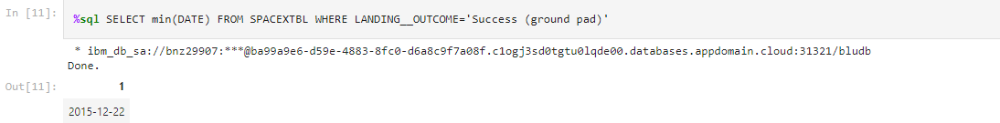 In [11]:
%sql SELECT min(DATE) FROM SPACEXTBL WHERE LANDING__OUTCOME='Success (ground pad)'
* ibm_db_sa://bnz29907:***@ba99a9e6-d59e-4883-8fc0-d6a8c9f7a08f.c1ogj3sd0tgtu0lqde00.databases.appdomain.cloud:31321/bludb
Done.
Out[11]:
1
2015-12-22